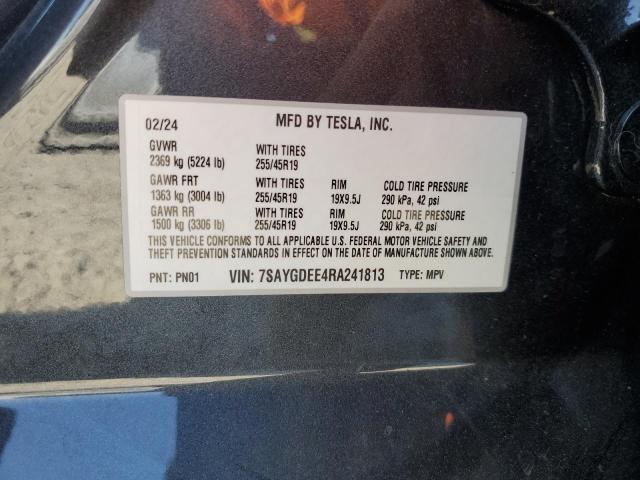 02/24 MFD BY TESLA, INC.
GVWR WITH TIRES
2369 kg (5224 lb) 255/45R19
GAWR FRT WITH TIRES RIM COLD TIRE PRESSURE
1363 kg (3004 lb) 255/45R19 19X9.5J 290 kPa, 42 psi
GAWR RR WITH TIRES RIM COLD TIRE PRESSURE
1500 kg (3306 lb) 255/45R19 19X9.5J 290 kPa, 42 psi
THIS VEHICLE CONFORMS TO ALL APPLICABLE U.S. FEDERAL MOTOR VEHICLE SAFETY AND
THEFT PREVENTION STANDARDS IN EFFECT ON THE DATE OF MANUFACTURE SHOWN ABOVE.
PNT: PN01 VIN: 7SAYGDEE4RA241813 TYPE: MPV